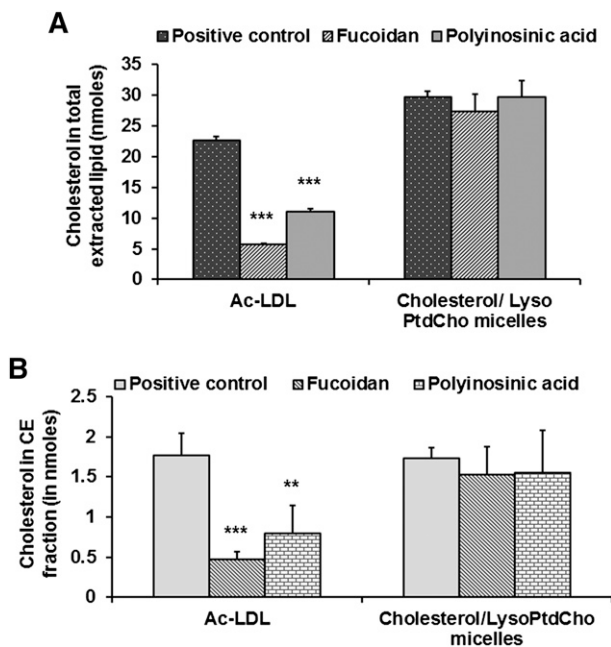 A
Positive control Fucoidan Polyinosinic acid
Cholesterol in total
extracted lipid (nmoles)
35
30
25
20
15
10
5
0
***
***
Ac-LDL
Cholesterol/ Lyso
PtdCho micelles
B
Positive control Fucoidan Polyinosinic acid
Cholesterol in CE
fraction (In nmoles)
2.5
2
1.5
1
0.5
0
***
**
Ac-LDL
Cholesterol/LysoPtdCho
micelles